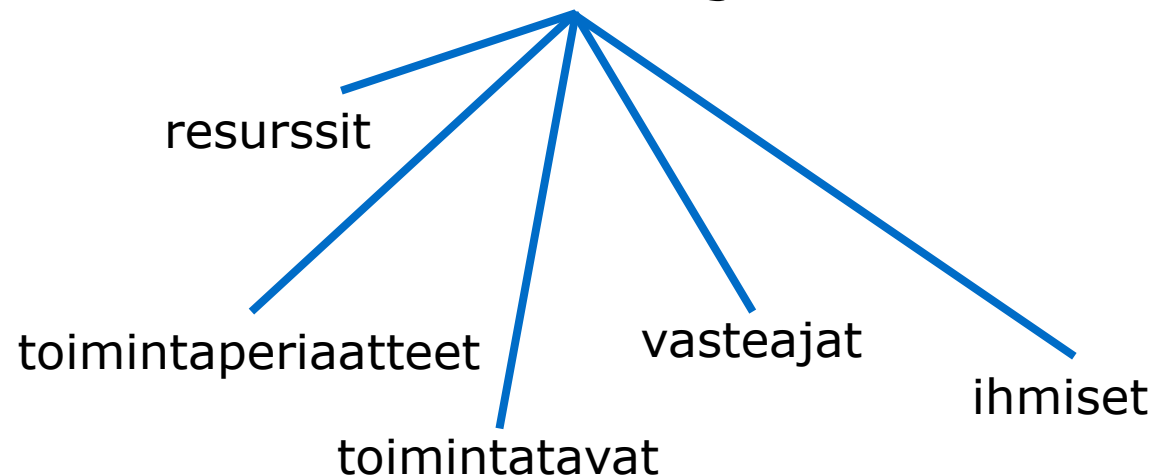 resurssit
toimintaperiaatteet
vasteajat
ihmiset
toimintatavat